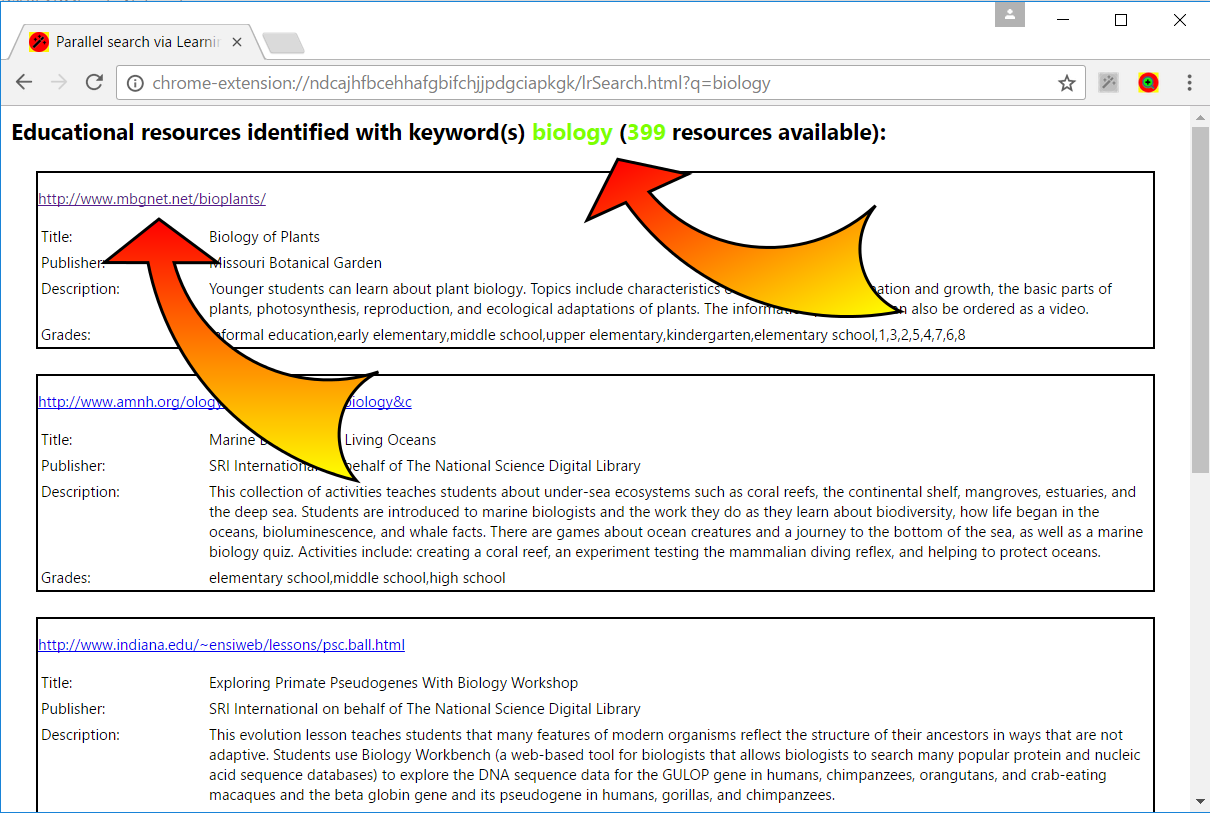 Parallel search via Learnin
chrome-extension://ndcajhfbcehhafgbifchjjpdgciapkgk/lrSearch.html?q=biology
Educational resources identified with keyword(s) biology (399 resources available):
http://www.mbgnet.net/bioplants/
Title: Biology of Plants
Publisher: Missouri Botanical Garden
Description: Younger students can learn about plant biology. Topics include characteristics and growth, the basic parts of
plants, photosynthesis, reproduction, and ecological adaptations of plants. The also be ordered as a video.
Grades: education,early elementary,middle school,upper elementary,kindergarten,elementary school,1,3,2,5,4,7,6,8
http://www.amnh.org/ology biology&c
Title: Marine Living Oceans
Publisher: SRI International behalf of The National Science Digital Library
Description: This collection of activities teaches students about under-sea ecosystems such as coral reefs, the continental shelf, mangroves, estuaries, and
the deep sea. Students are introduced to marine biologists and the work they do as they learn about biodiversity, how life began in the
oceans, bioluminescence, and whale facts. There are games about ocean creatures and a journey to the bottom of the sea, as well as a marine
biology quiz. Activities include: creating a coral reef, an experiment testing the mammalian diving reflex, and helping to protect oceans.
Grades: elementary school,middle school,high school
http://www.indiana.edu/~ensiweb/lessons/psc.ball.html
Title: Exploring Primate Pseudogenes With Biology Workshop
Publisher: SRI International on behalf of The National Science Digital Library
Description: This evolution lesson teaches students that many features of modern organisms reflect the structure of their ancestors in ways that are not
adaptive. Students use Biology Workbench (a web-based tool for biologists that allows biologists to search many popular protein and nucleic
acid sequence databases) to explore the DNA sequence data for the GULOP gene in humans, chimpanzees, orangutans, and crab-eating
macaques and the beta globin gene and its pseudogene in humans, gorillas, and chimpanzees.